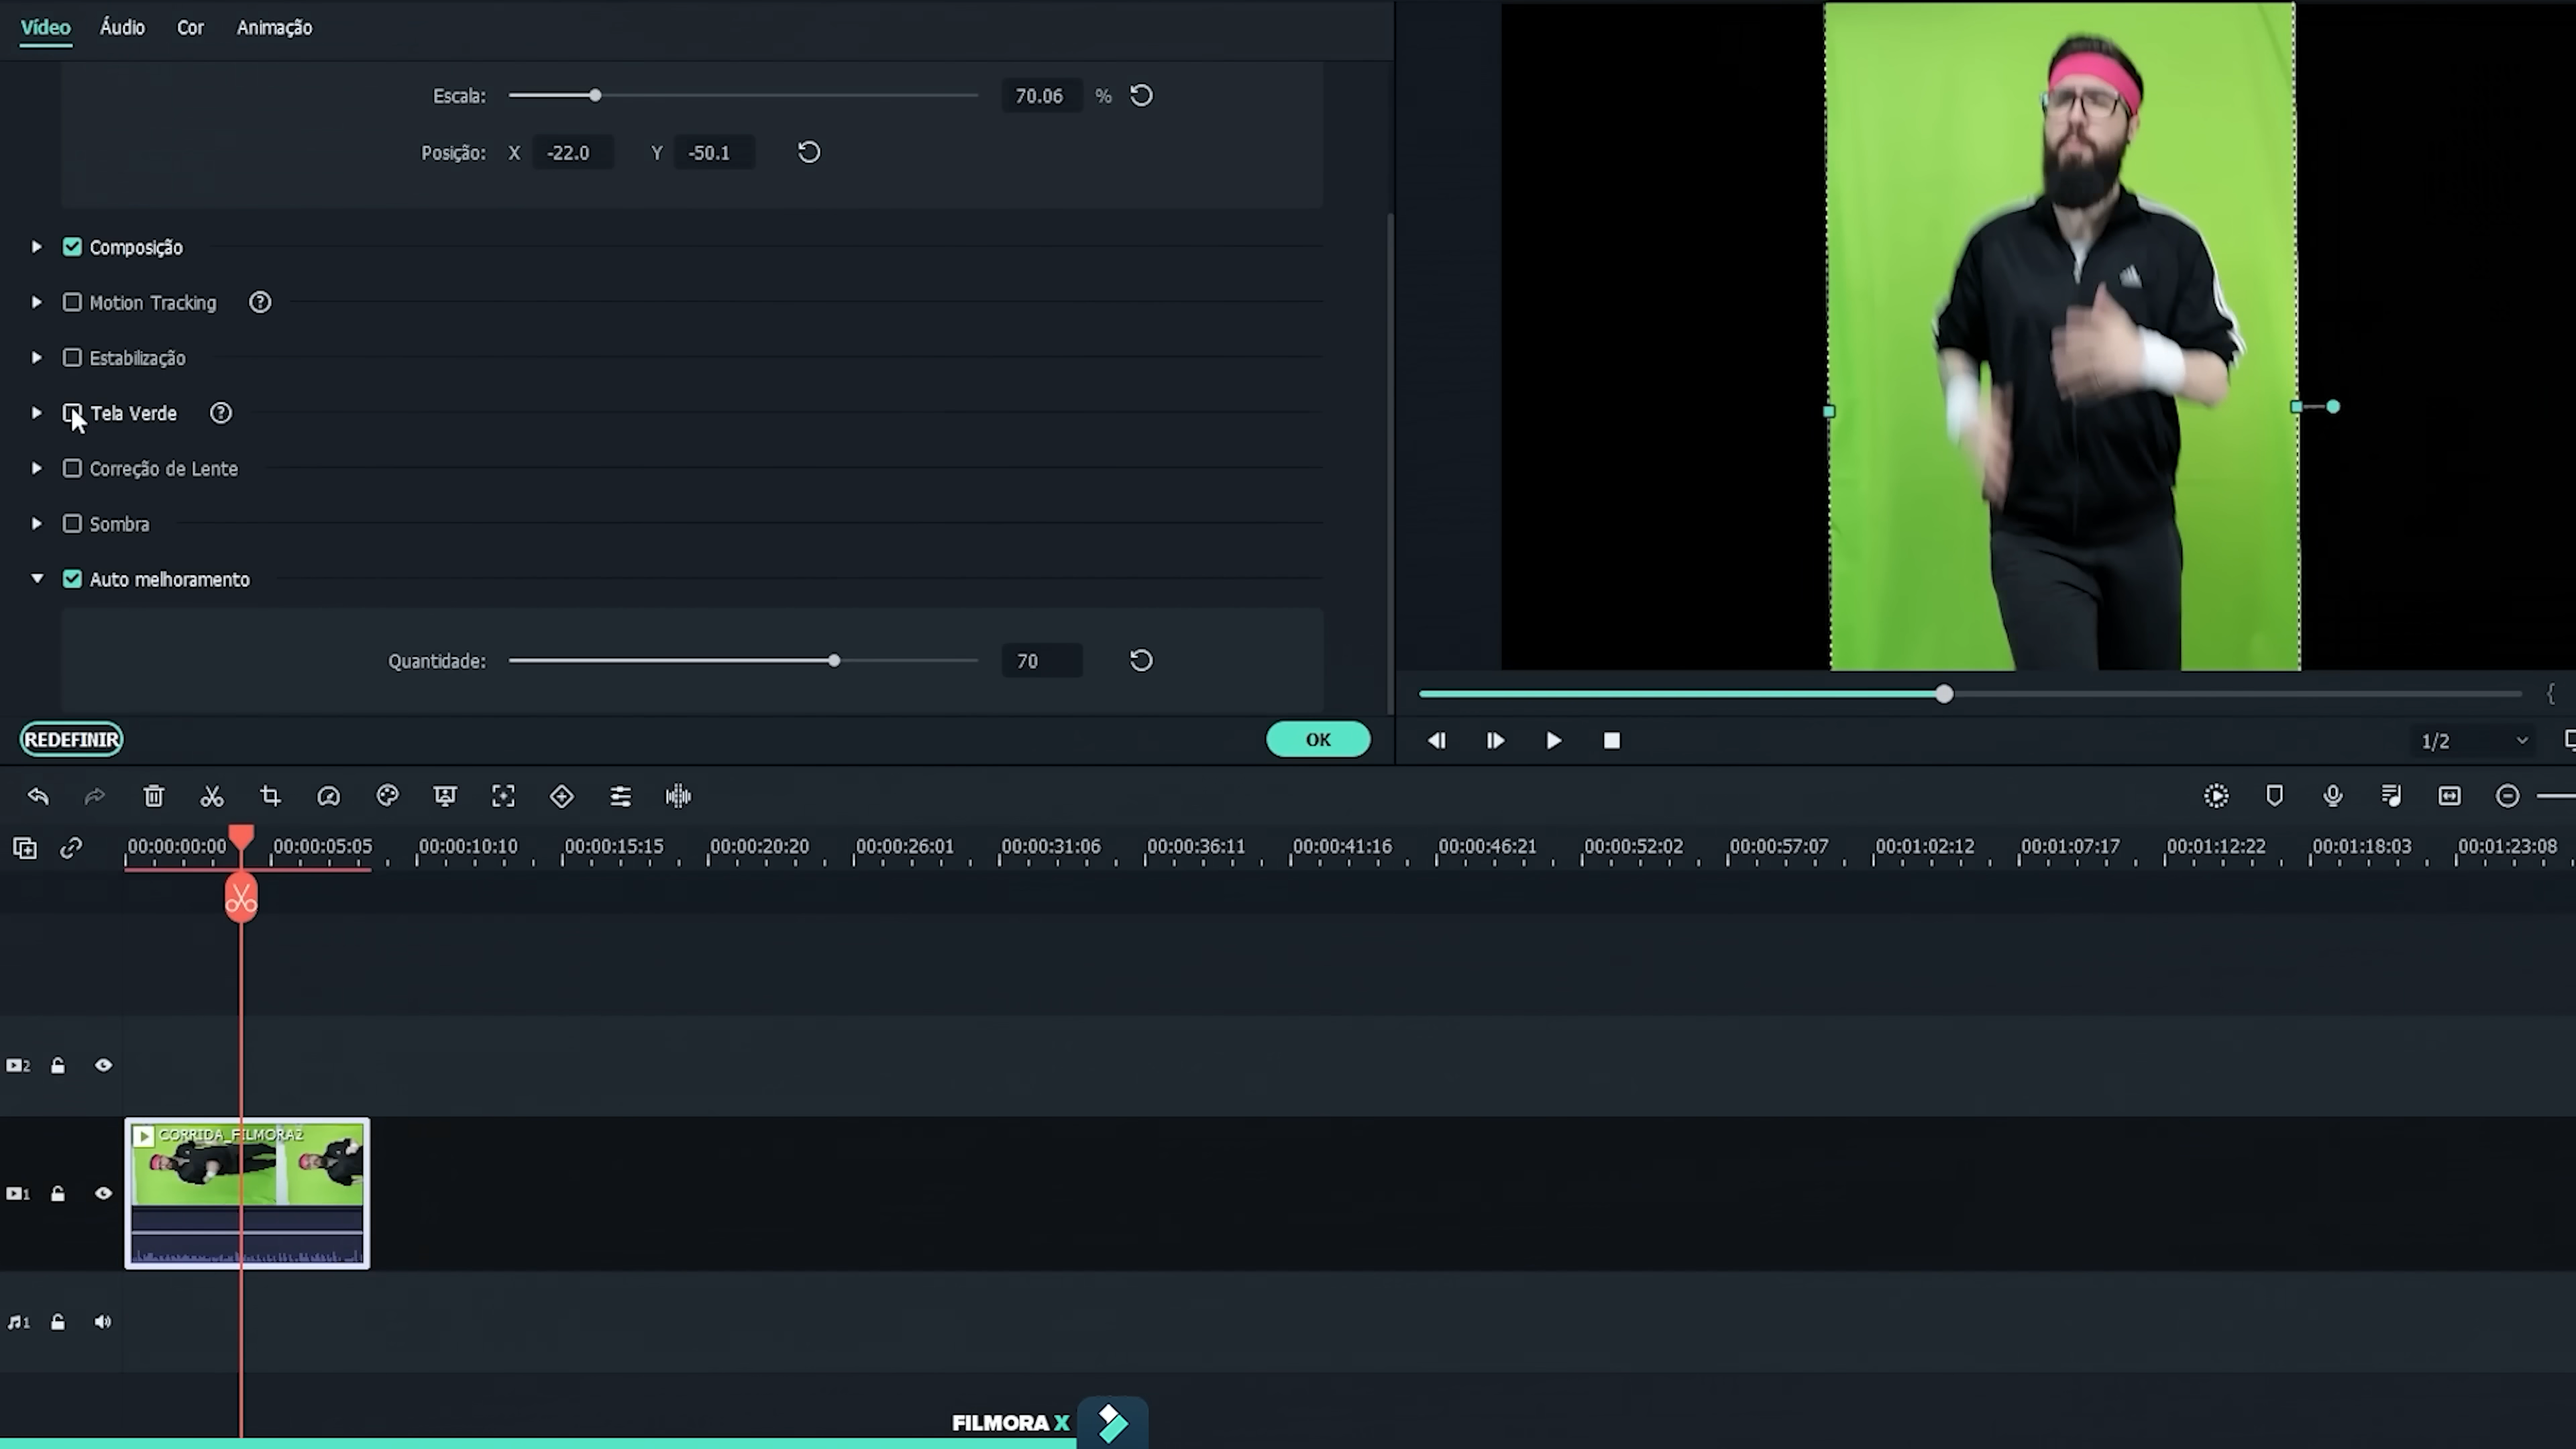 Vídeo Áudio Cor Animação
Escala: 70.06 %
Posição: X -22.0 Y -50.1
Composição
Motion Tracking ?
Estabilização
Tela Verde ?
Correção de Lente
Sombra
Auto melhoramento
Quantidade: 70
REDEFINIR OK
1/2
00:00:00:00 00:00:05:05 00:00:10:10 00:00:15:15 00:00:20:20 00:00:26:01 00:00:31:06 00:00:36:11 00:00:41:16 00:00:46:21 00:00:52:02 00:00:57:07 00:01:02:12 00:01:07:17 00:01:12:22 00:01:18:03 00:01:23:08
2
CORRIDA_FILMORA2
1
1
FILMORA X